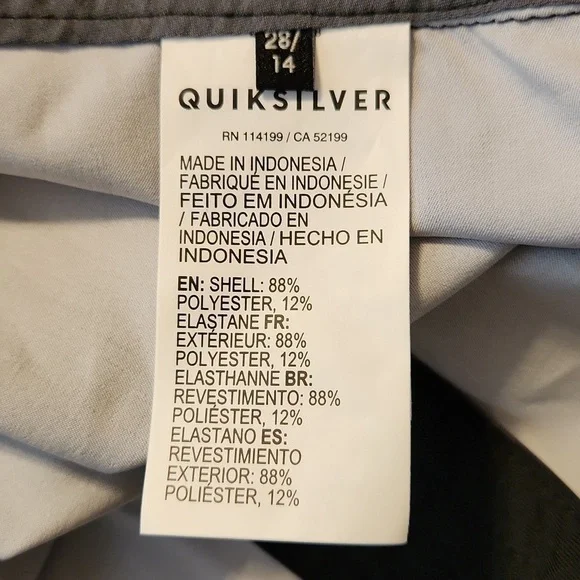 28/
14
QUIKSILVER
RN 114199 / CA 52199
MADE IN INDONESIA /
FABRIQUÉ EN INDONESIE /
FEITO EM INDONÉSIA
/ FABRICADO EN
INDONESIA / HECHO EN
INDONESIA
EN: SHELL: 88%
POLYESTER, 12%
ELASTANE FR:
EXTÉRIEUR: 88%
POLYESTER, 12%
ELASTHANNE BR:
REVESTIMENTO: 88%
POLIÉSTER, 12%
ELASTANO ES:
REVESTIMIENTO
EXTERIOR: 88%
POLIÉSTER, 12%